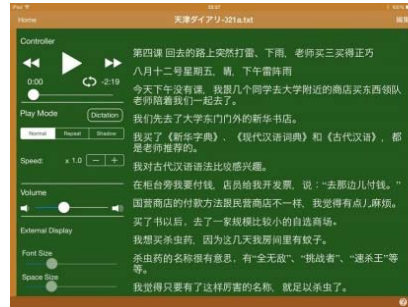 iPad
22:27
Home
天津ダイアリ-321a.txt
編集
Controller
0:00
-2:19
Play Mode
Dictation
Normal
Repeat
Shadow
Speed:
x 1.0
Volume
External Display
Font Size
Space Size
第四课 回去的路上突然打雷、下雨，老师买三买得正巧
八月十二号星期五，晴，下午雷阵雨
今天下午没有课，我跟几个同学去大学附近的商店买东西领队
老师陪着我们一起去了。
我们先去了大学东门门外的新华书店。
我买了《新华字典》、《现代汉语词典》和《古代汉语》，都
是老师推荐的。
我对古代汉语语法比较感兴趣。
在柜台旁我要付钱，店员给我开发票，说：“去那边儿付钱。”
国营商店的付款方法跟民营商店不一样，我觉得有点儿麻烦。
买了书以后，去了一家规模比较小的自选商场。
我想买杀虫药，因为这几天我房间里有蚊子。
杀虫药的名称很有意思，有“全无敌”、“挑战者”、“速杀王”等
等。
我觉得只要有了这样厉害的名称，就足以杀虫了。